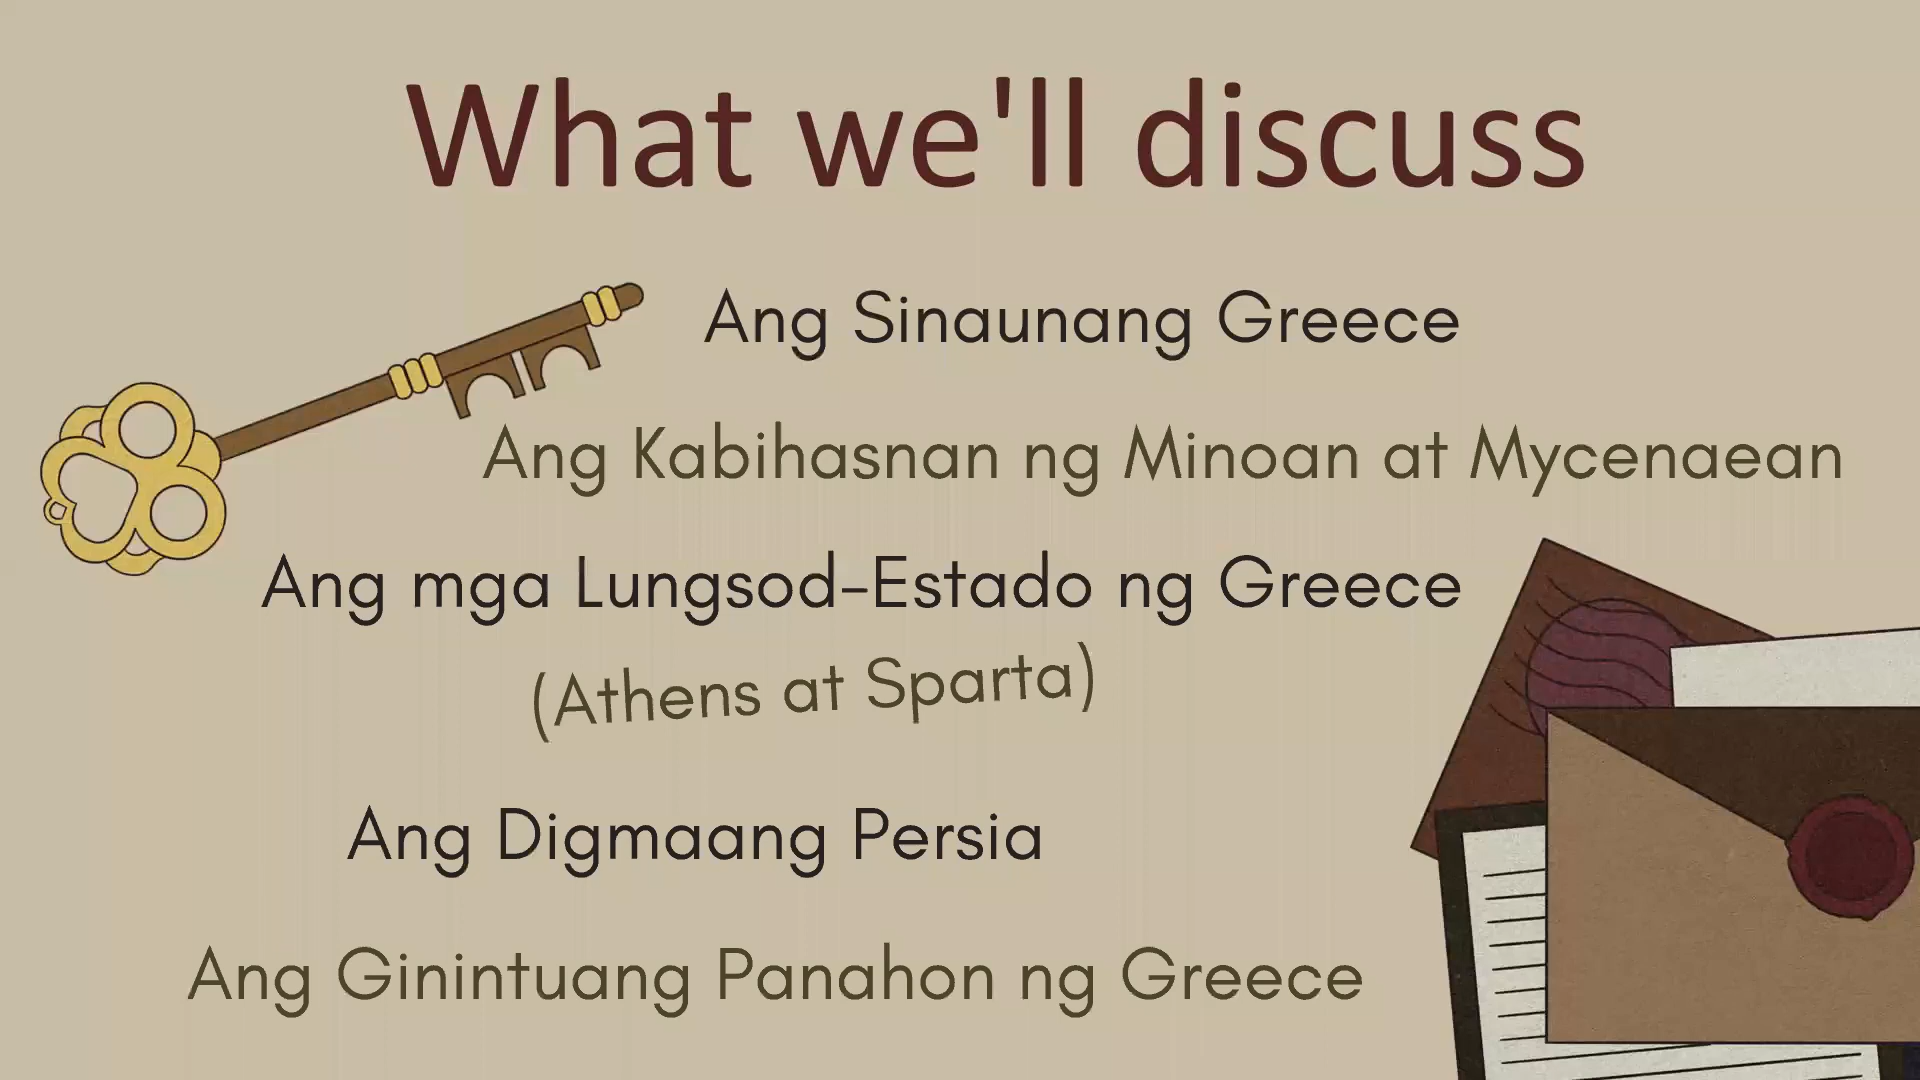 What we'll discuss
Ang Sinaunang Greece
Ang Kabihasnan ng Minoan at Mycenaean
Ang mga Lungsod-Estado ng Greece
(Athens at Sparta)
Ang Digmaang Persia
Ang Ginintuang Panahon ng Greece